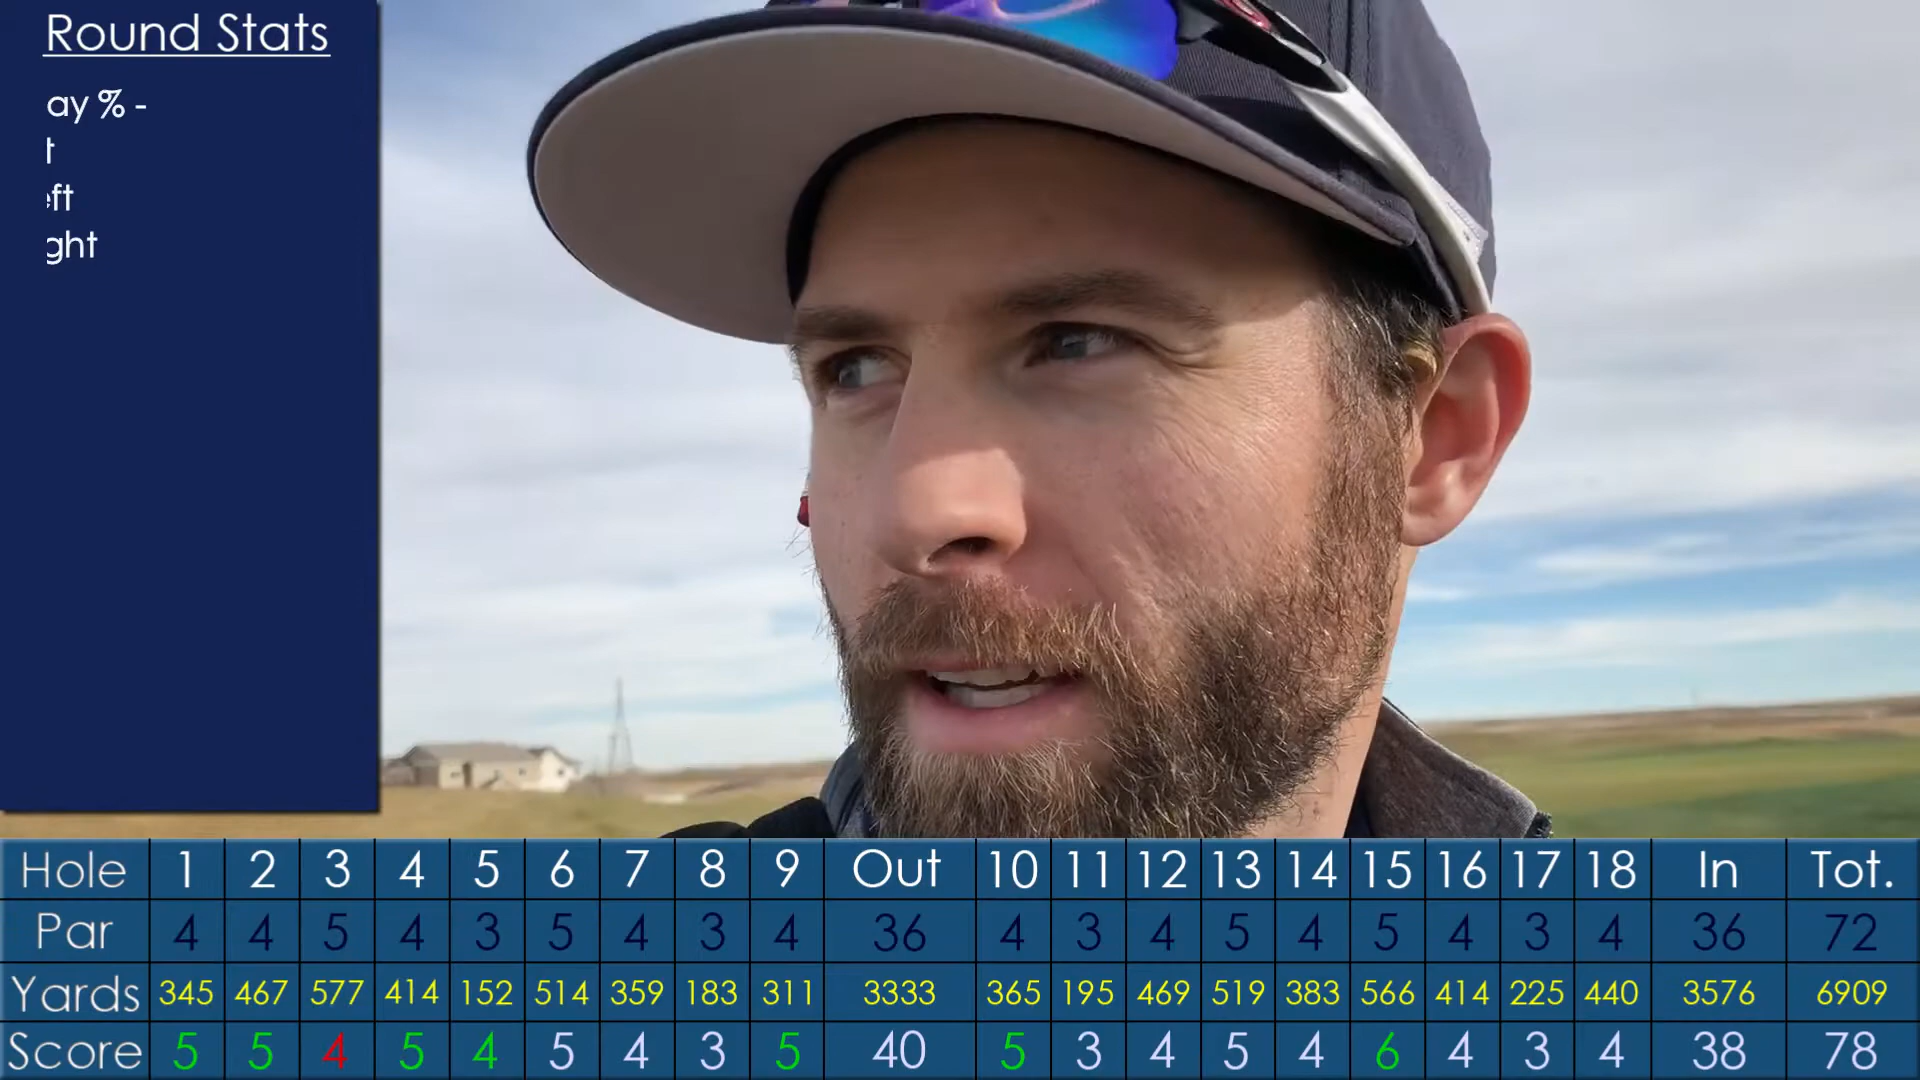 Round Stats
ay % -
t
eft
ght
Hole 1 2 3 4 5 6 7 8 9 Out 10 11 12 13 14 15 16 17 18 In Tot.
Par 4 4 5 4 3 5 4 3 4 36 4 3 4 5 4 5 4 3 4 36 72
Yards 345 467 577 414 152 514 359 183 311 3333 365 195 469 519 383 566 414 225 440 3576 6909
Score 5 5 4 5 4 5 4 3 5 40 5 3 4 5 4 6 4 3 4 38 78